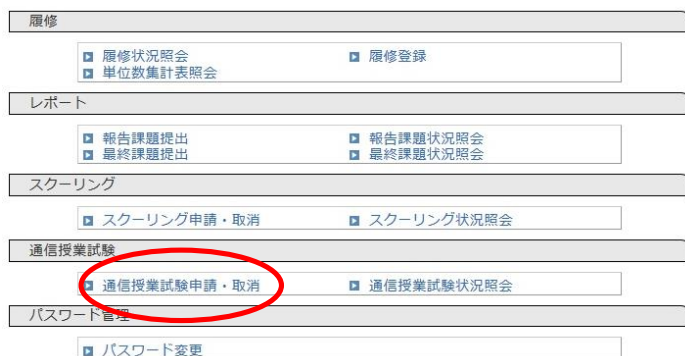 履修
履修状況照会 履修登録
単位数集計表照会
レポート
報告課題提出 報告課題状況照会
最終課題提出 最終課題状況照会
スクーリング
スクーリング申請・取消 スクーリング状況照会
通信授業試験
通信授業試験申請・取消 通信授業試験状況照会
パスワード管理
パスワード変更